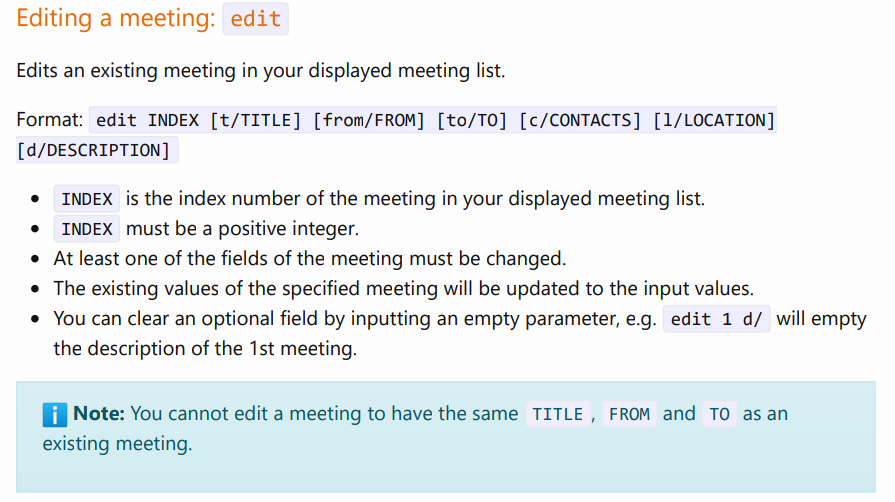 Editing a meeting: edit
Edits an existing meeting in your displayed meeting list.
Format: edit INDEX [t/TITLE] [from/FROM] [to/TO] [c/CONTACTS] [l/LOCATION]
[d/DESCRIPTION]
• INDEX is the index number of the meeting in your displayed meeting list.
• INDEX must be a positive integer.
• At least one of the fields of the meeting must be changed.
• The existing values of the specified meeting will be updated to the input values.
• You can clear an optional field by inputting an empty parameter, e.g. edit 1 d/ will empty
the description of the 1st meeting.
ℹ️ Note: You cannot edit a meeting to have the same TITLE, FROM and TO as an
existing meeting.